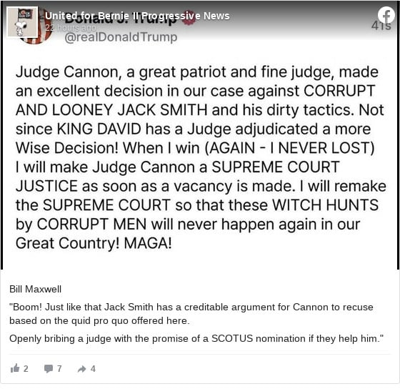 United for Bernie II Progressive News
Donald J. Trump
41s
@realDonaldTrump
Judge Cannon, a great patriot and fine judge, made
an excellent decision in our case against CORRUPT
AND LOONEY JACK SMITH and his dirty tactics. Not
since KING DAVID has a Judge adjudicated a more
Wise Decision! When I win (AGAIN - I NEVER LOST)
I will make Judge Cannon a SUPREME COURT
JUSTICE as soon as a vacancy is made. I will remake
the SUPREME COURT so that these WITCH HUNTS
by CORRUPT MEN will never happen again in our
Great Country! MAGA!
Bill Maxwell
"Boom! Just like that Jack Smith has a creditable argument for Cannon to recuse
based on the quid pro quo offered here.
Openly bribing a judge with the promise of a SCOTUS nomination if they help him."
2 7 4